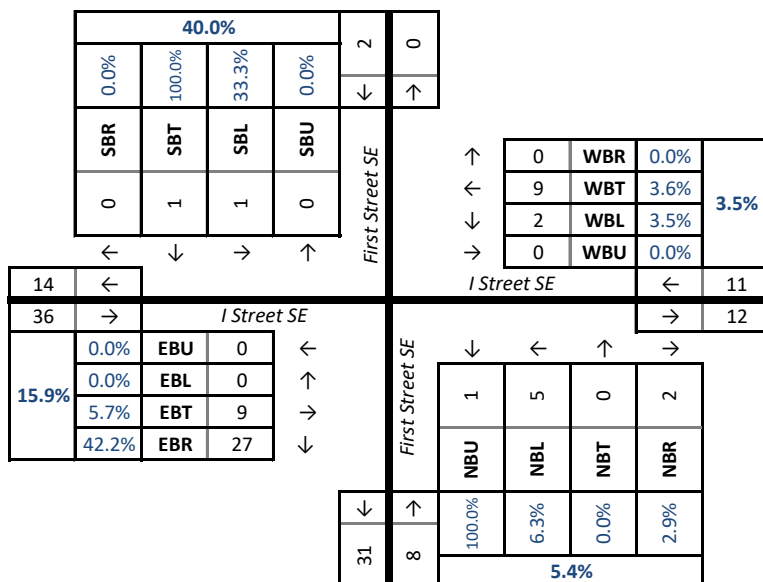 40.0%
2
0
0.0%
100.0%
33.3%
0.0%
↓
↑
SBR
SBT
SBL
SBU
0
1
1
0
←
↓
→
↑
First Street SE
↑ 0 WBR 0.0%
← 9 WBT 3.6%
↓ 2 WBL 3.5%
→ 0 WBU 0.0%
3.5%
14 ←
I Street SE
← 11
36 →
I Street SE
→ 12
15.9%
0.0% EBU 0 ←
0.0% EBL 0 ↑
5.7% EBT 9 →
42.2% EBR 27 ↓
First Street SE
↓
←
↑
→
1
5
0
2
NBU
NBL
NBT
NBR
↓
↑
100.0%
6.3%
0.0%
2.9%
31
8
5.4%